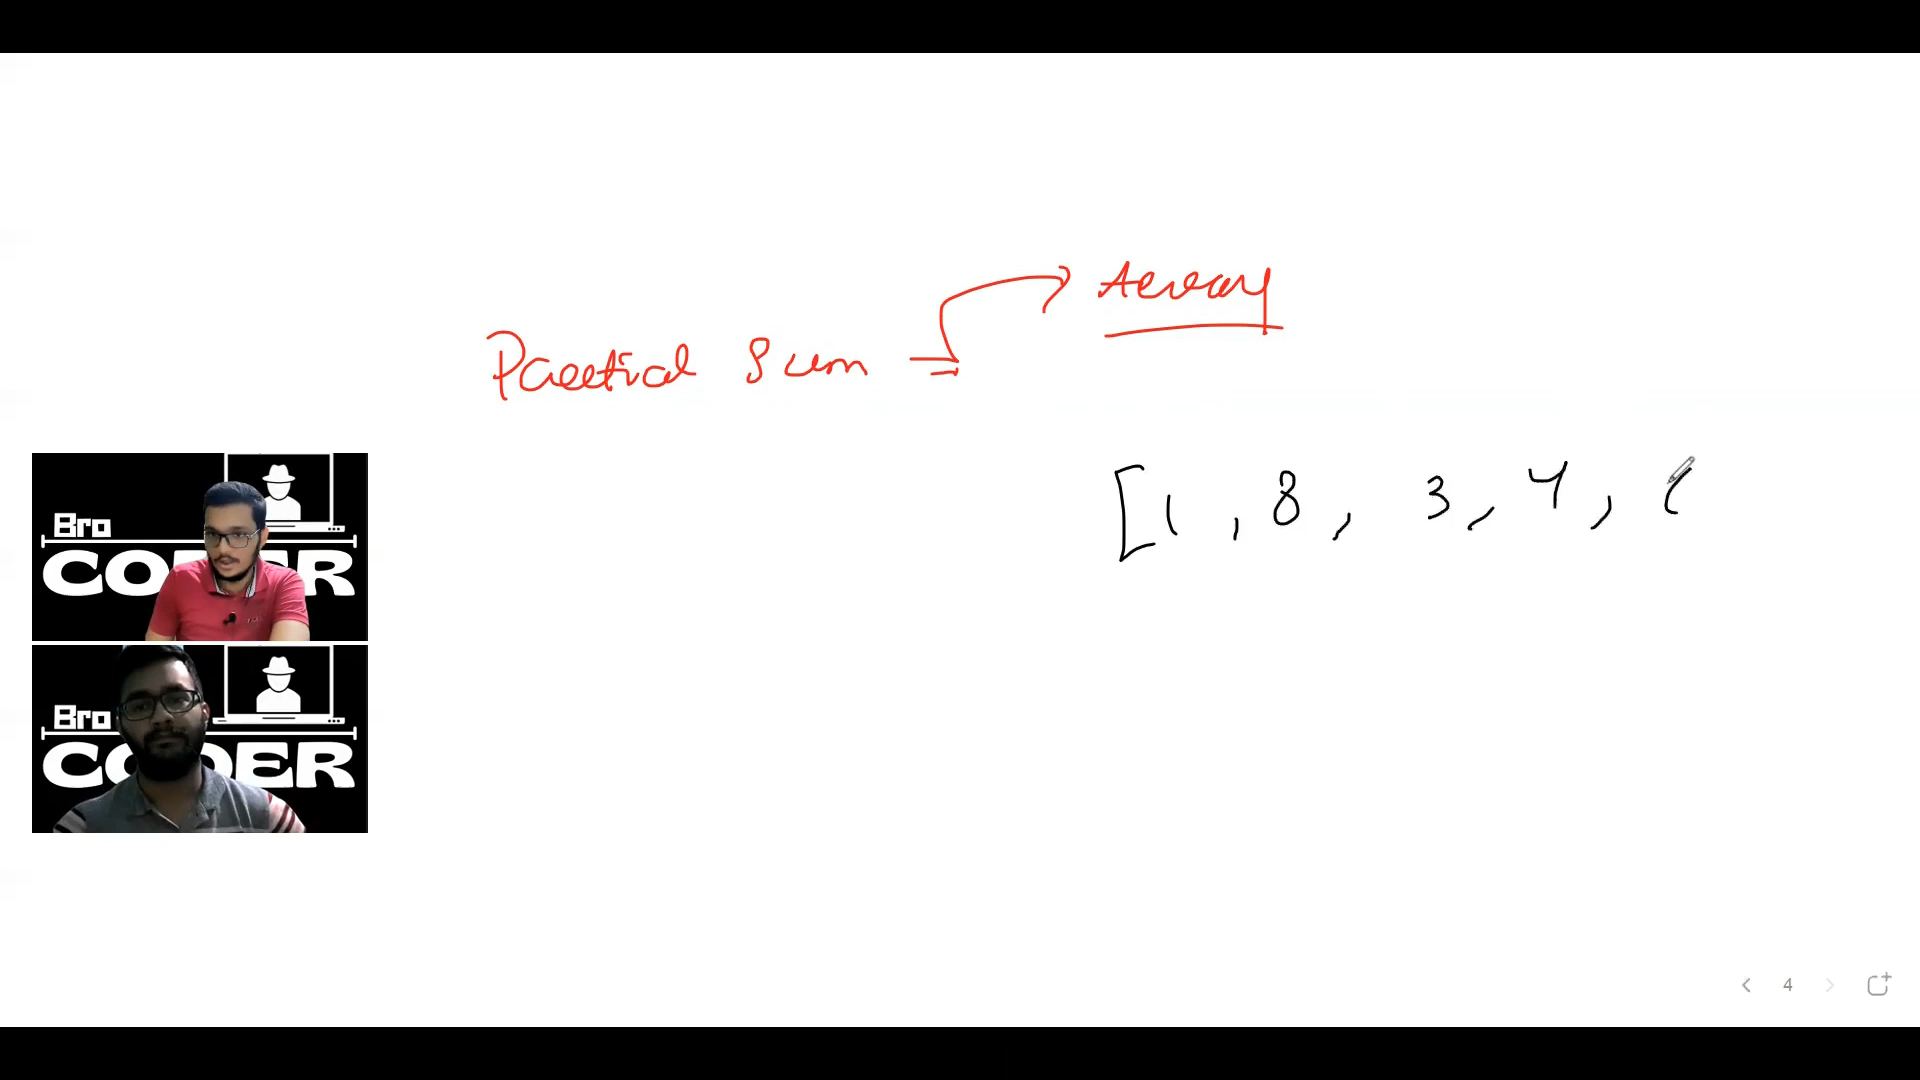 Array
Partial Sum =
[1, 8, 3, 4, (
Bro
CODER
Bro
CODER
4